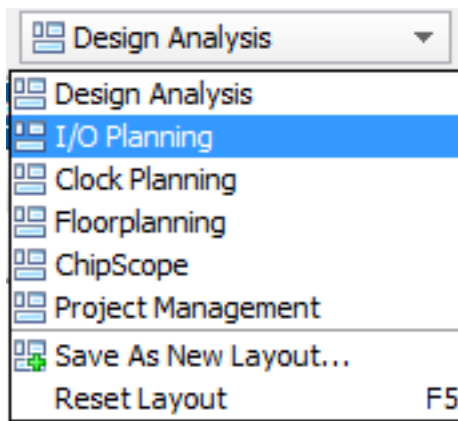 Design Analysis
Design Analysis
I/O Planning
Clock Planning
Floorplanning
ChipScope
Project Management
Save As New Layout...
Reset Layout F5